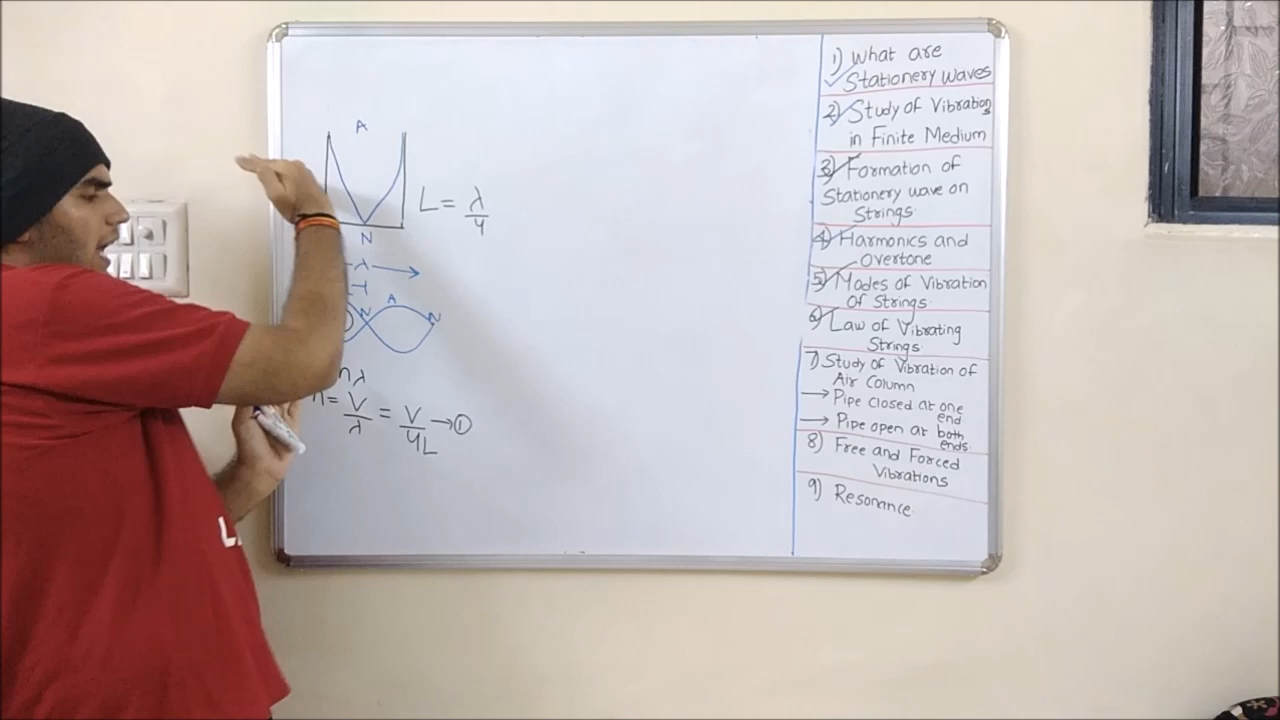 A
L = λ/4
N
λ
4
A
N
N
nλ
n = V/λ = V/4L → ①
1) What are
Stationery waves
2) Study of Vibrations
in Finite Medium
3) Formation of
Stationery wave on
Strings.
4) Harmonics and
Overtone
5) Modes of Vibration
of Strings.
6) Law of Vibrating
Strings
7) Study of Vibration of
Air Column
→ Pipe closed at one
end
→ Pipe open at both
ends.
8) Free and Forced
Vibrations
9) Resonance.